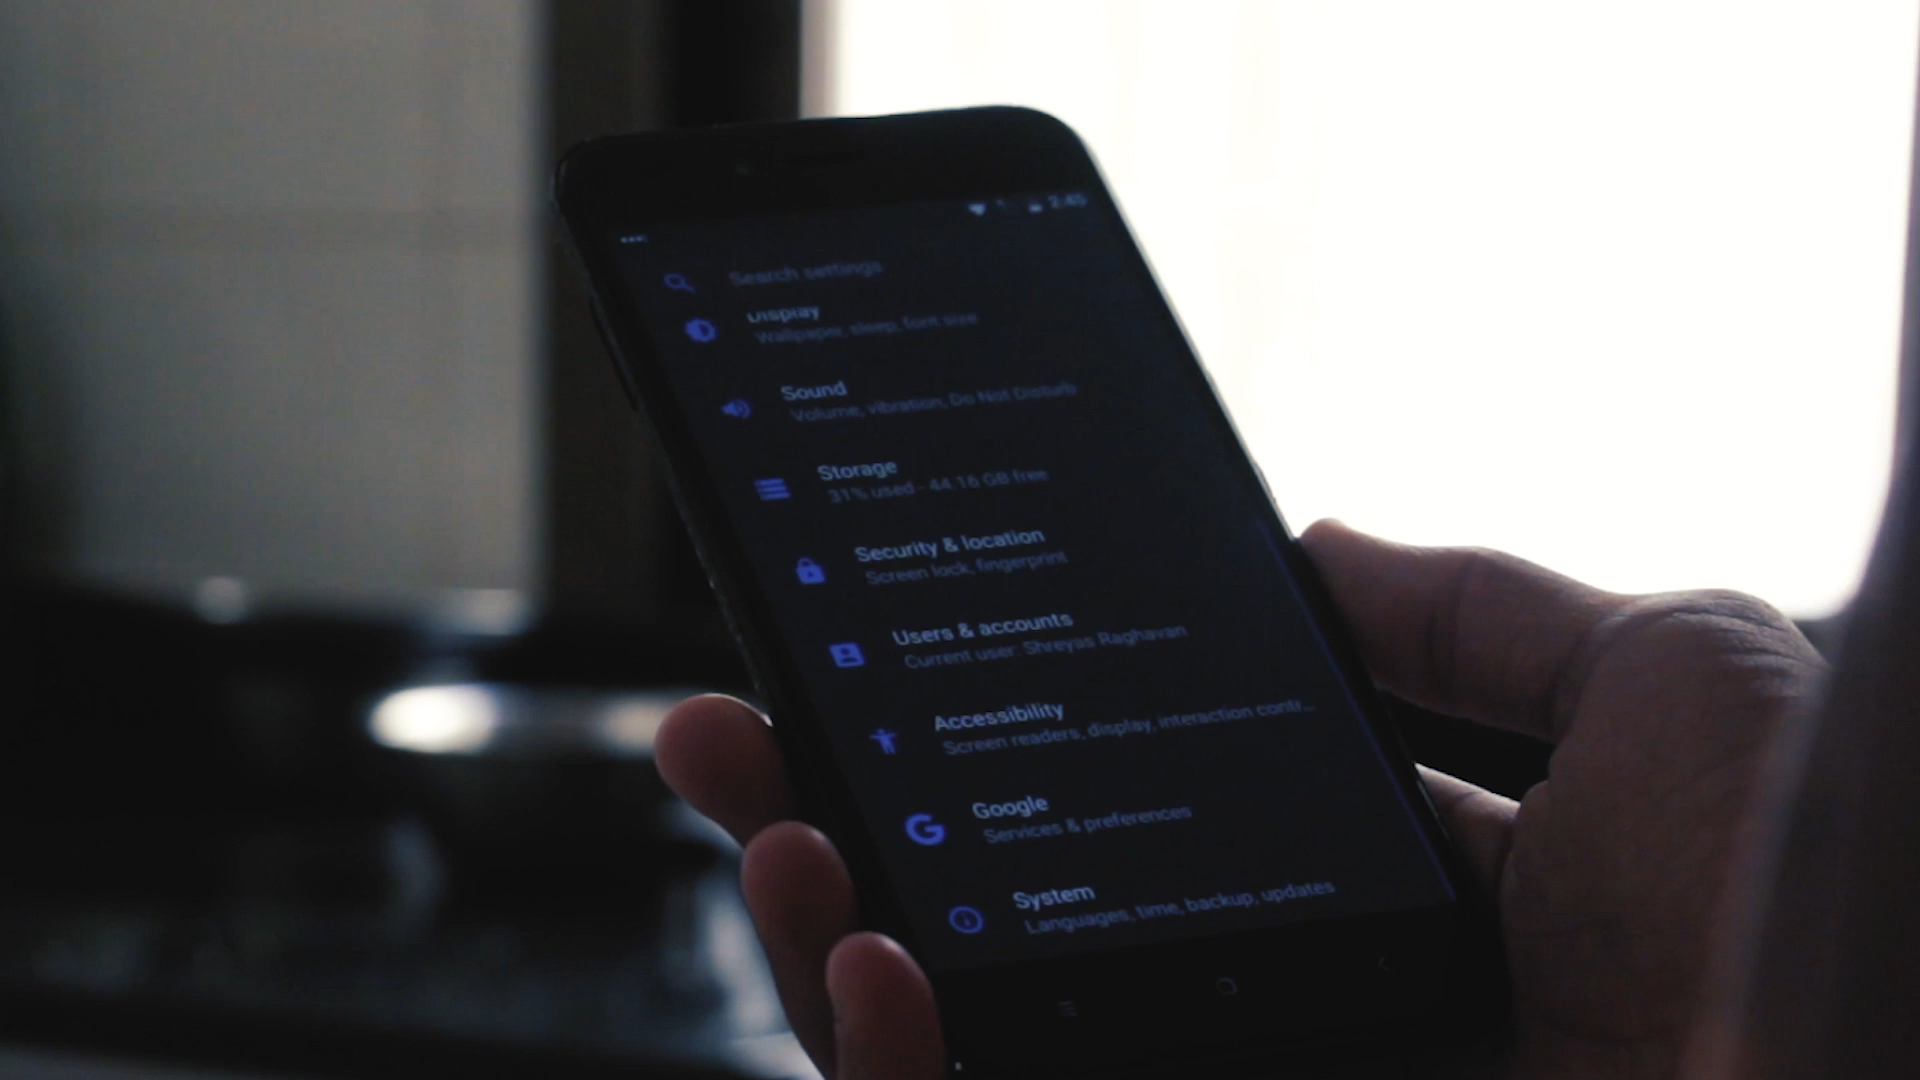 2:45
Search settings
Display
Wallpaper, sleep, font size
Sound
Volume, vibration, Do Not Disturb
Storage
31% used - 44.16 GB free
Security & location
Screen lock, fingerprint
Users & accounts
Current user: Shreyas Raghavan
Accessibility
Screen readers, display, interaction contr...
Google
Services & preferences
System
Languages, time, backup, updates